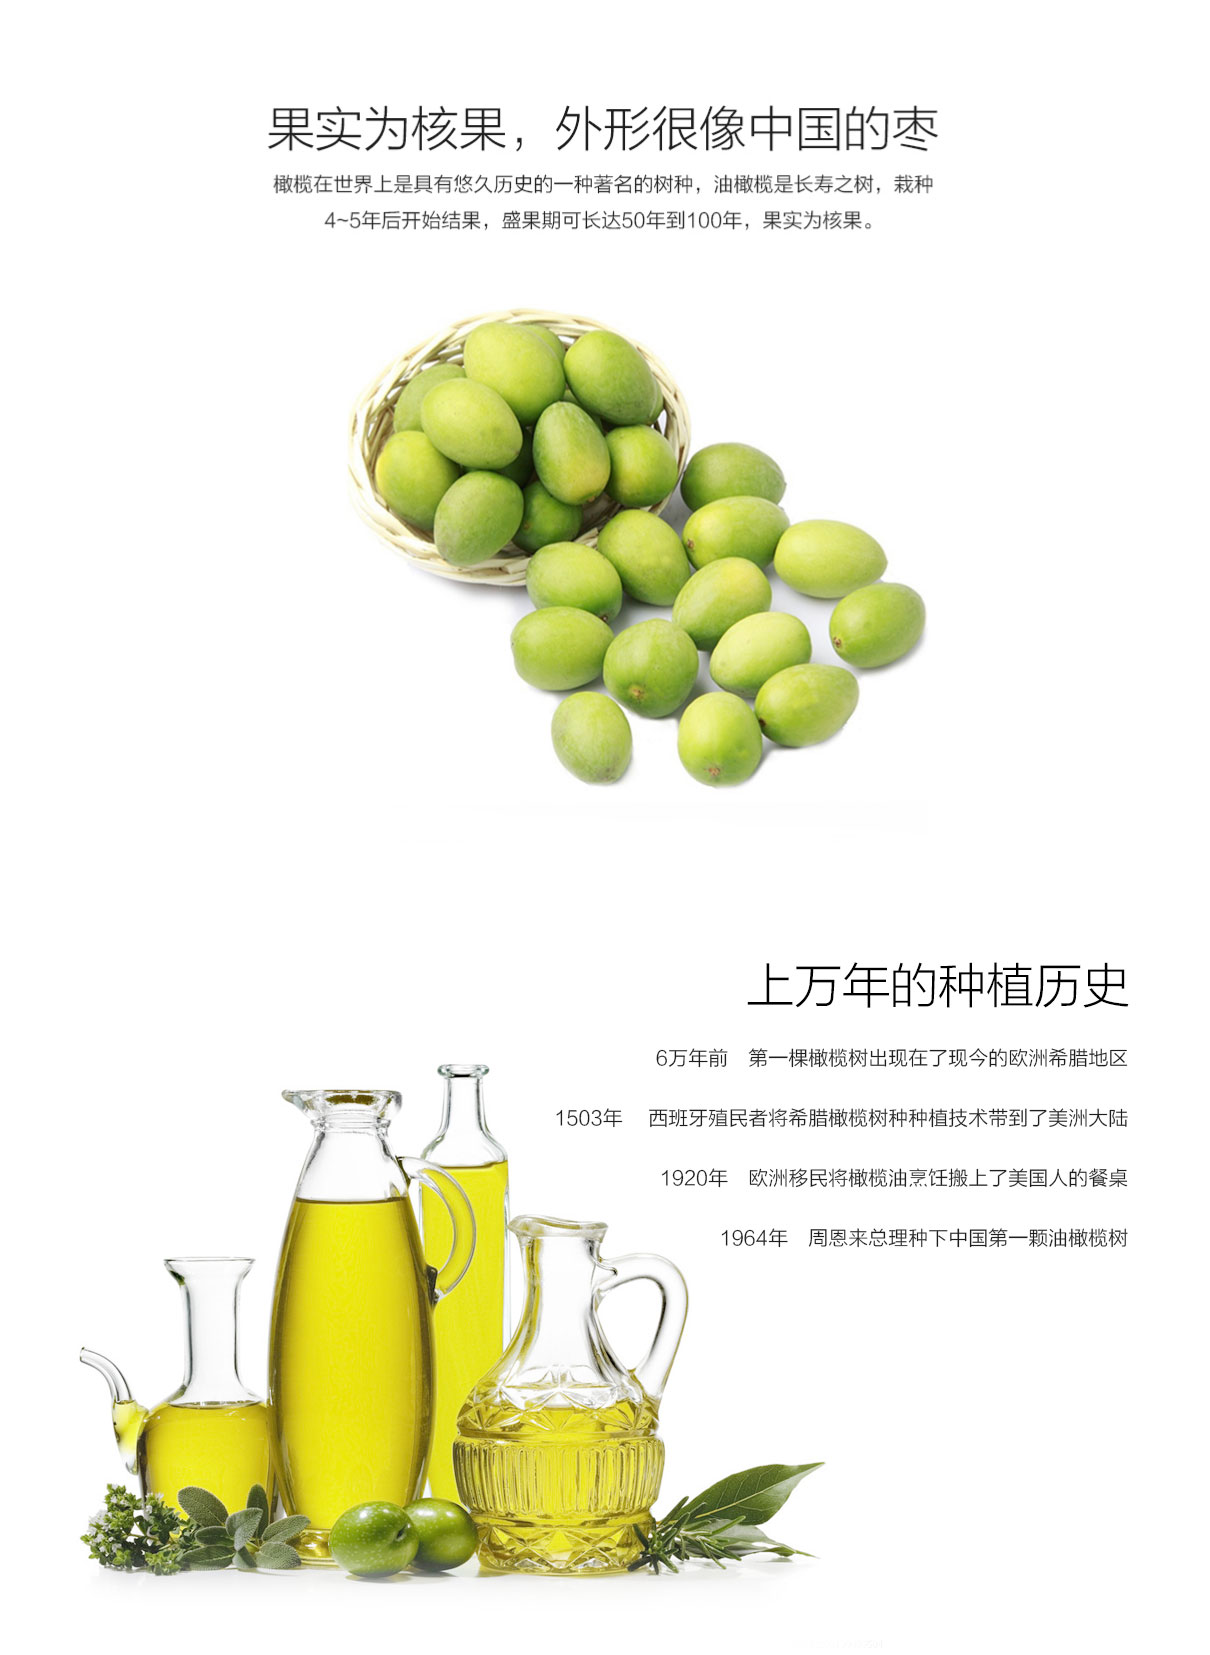 果实为核果，外形很像中国的枣
橄榄在世界上是具有悠久历史的一种著名的树种，油橄榄是长寿之树，栽种
4~5年后开始结果，盛果期可长达50年到100年，果实为核果。
上万年的种植历史
6万年前 第一棵橄榄树出现在了现今的欧洲希腊地区
1503年 西班牙殖民者将希腊橄榄树种种植技术带到了美洲大陆
1920年 欧洲移民将橄榄油烹饪搬上了美国人的餐桌
1964年 周恩来总理种下中国第一颗油橄榄树